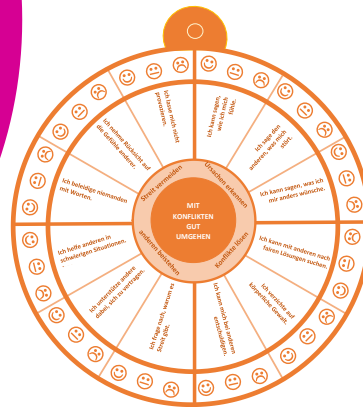 MIT
KONFLIKTEN
GUT
UMGEHEN
Ursachen erkennen
Ich kann sagen,
wie ich mich
fühle.
Ich sage den
anderen, was mich
stört.
Ich kann sagen, was ich
mir anders wünsche.
Konflikte lösen
Ich kann mit anderen nach
fairen Lösungen suchen.
Ich verzichte auf
körperliche Gewalt.
Ich kann mich bei anderen
entschuldigen.
anderen beistehen
Ich frage nach, warum es
Streit gibt.
Ich unterstütze andere
dabei, sich zu vertragen.
Ich helfe anderen in
schwierigen Situationen.
.
Streit vermeiden
Ich beleidige niemanden
mit Worten.
Ich nehme Rücksicht auf
die Gefühle anderer.
Ich lasse mich nicht
provozieren.